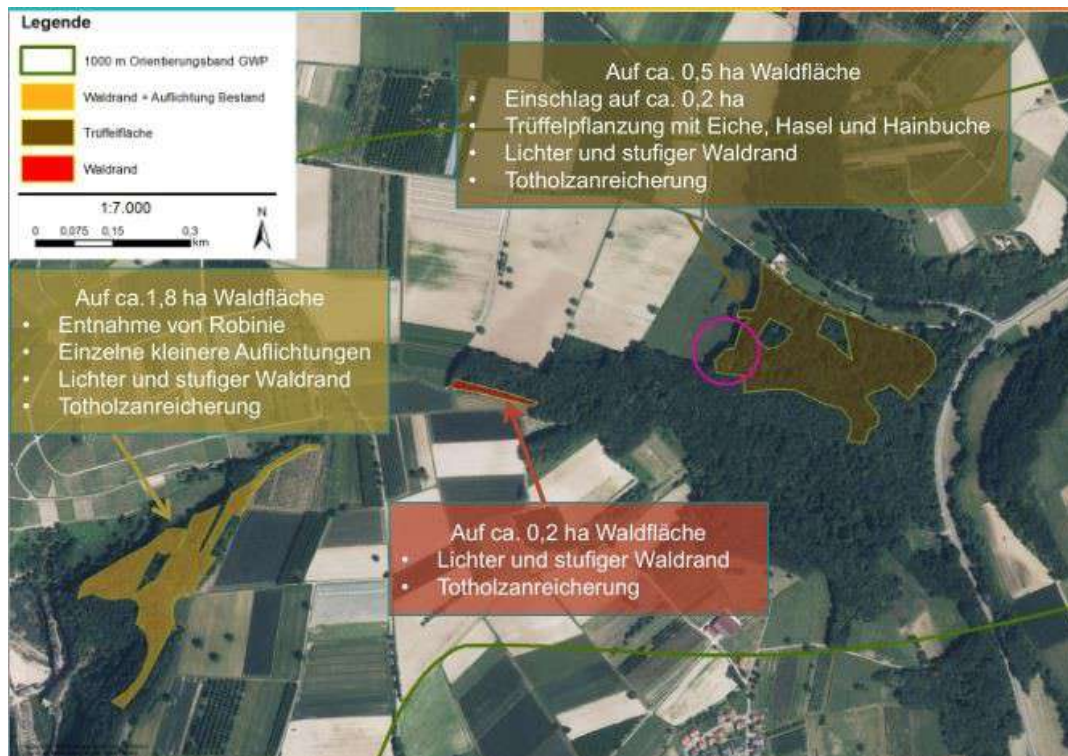 Legende
1000 m Orientierungsband GWP
Waldrand + Auflichtung Bestand
Trüffelfläche
Waldrand
1:7.000
0 0,075 0,15 0,3
km
N
Auf ca. 0,5 ha Waldfläche
• Einschlag auf ca. 0,2 ha
• Trüffelpflanzung mit Eiche, Hasel und Hainbuche
• Lichter und stufiger Waldrand
• Totholzanreicherung
Auf ca.1,8 ha Waldfläche
• Entnahme von Robinie
• Einzelne kleinere Auflichtungen
• Lichter und stufiger Waldrand
• Totholzanreicherung
Auf ca. 0,2 ha Waldfläche
• Lichter und stufiger Waldrand
• Totholzanreicherung